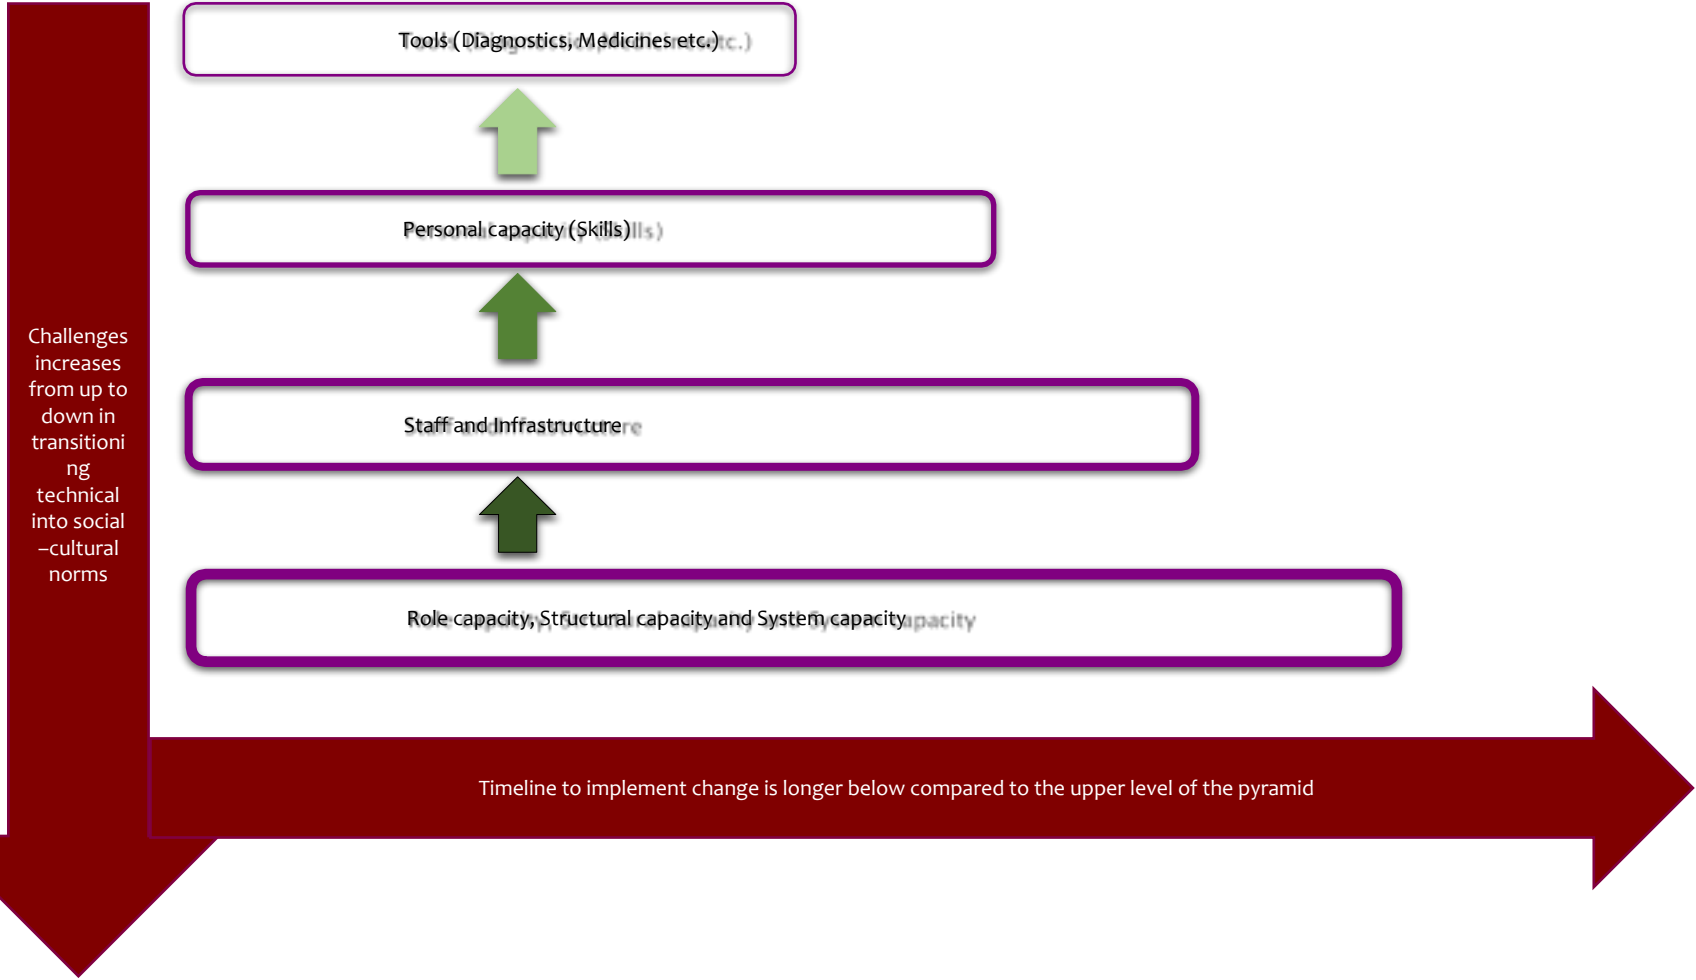 Tools (Diagnostics, Medicines etc.)
Personal capacity (Skills)
Challenges
increases
from up to
down in
transitioni
ng
technical
into social
–cultural
norms
Staff and Infrastructure
Role capacity, Structural capacity and System capacity
Timeline to implement change is longer below compared to the upper level of the pyramid